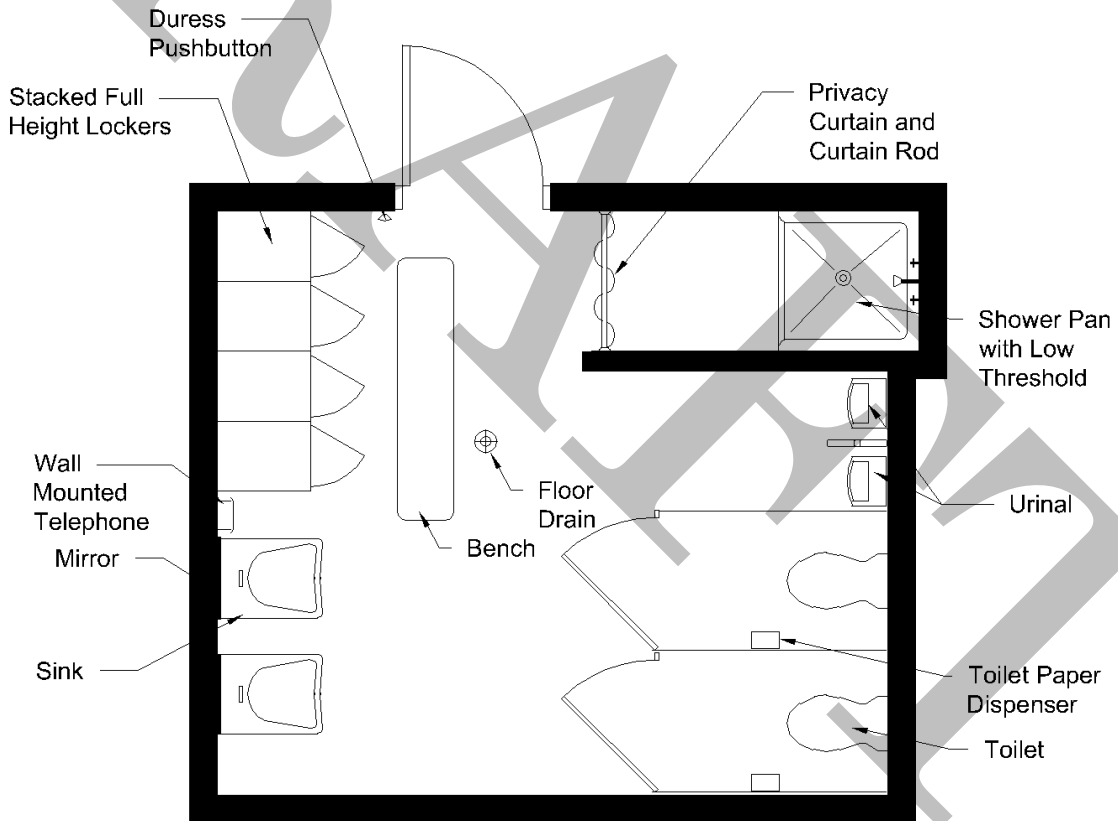 Duress
Pushbutton
Stacked Full
Height Lockers
Privacy
Curtain and
Curtain Rod
Shower Pan
with Low
Threshold
Wall
Mounted
Telephone
Floor
Drain
Urinal
Bench
Mirror
Sink
Toilet Paper
Dispenser
Toilet